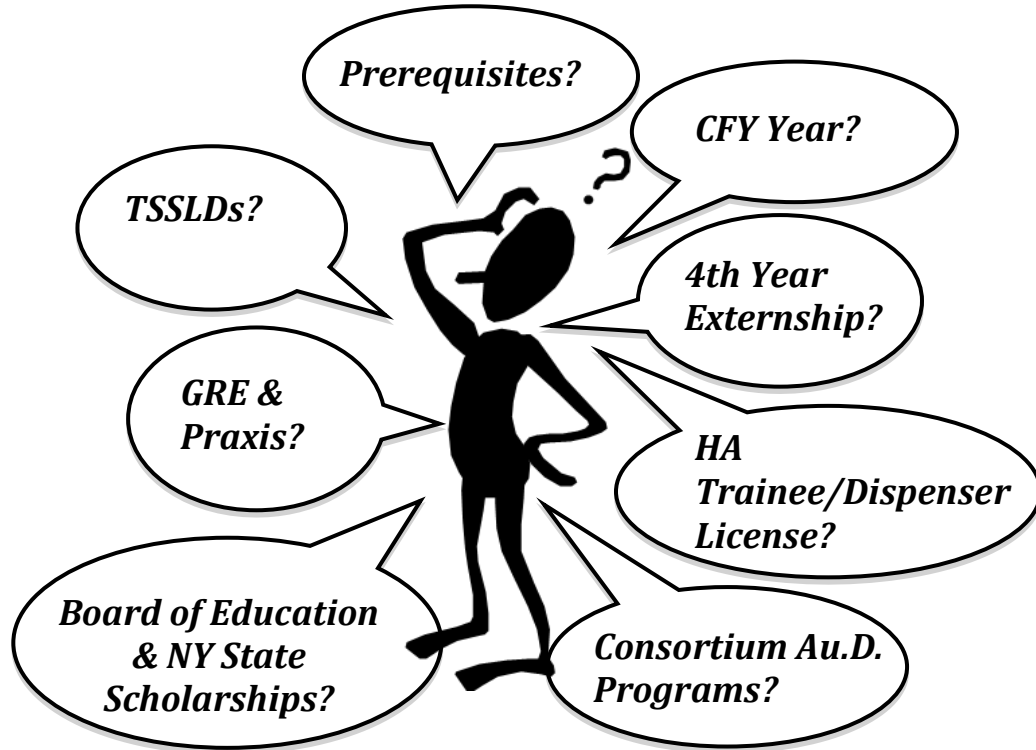 Prerequisites?
CFY Year?
TSSLDs?
4th Year
Externship?
?
GRE &
Praxis?
HA
Trainee/Dispenser
License?
Board of Education
& NY State
Scholarships?
Consortium Au.D.
Programs?